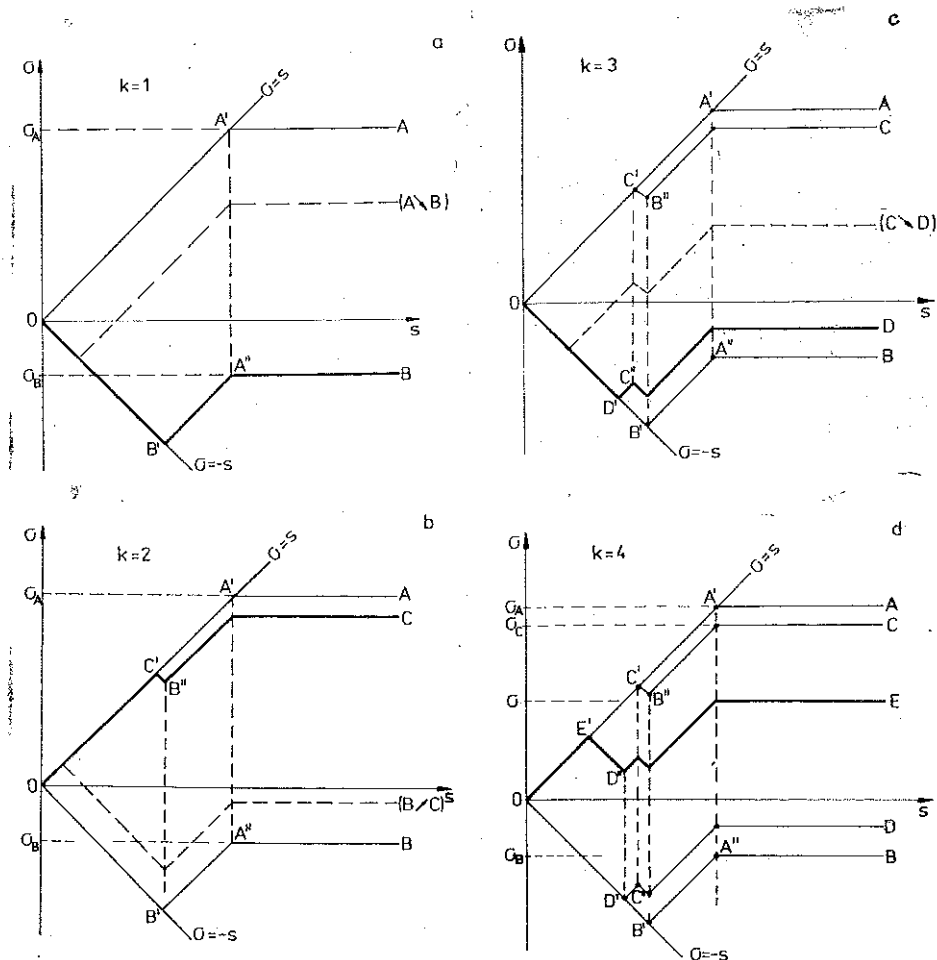 a
σ
k=1
σ=s
A'
A
σA
(A↘B)
0
s
A"
σB
B
B'
σ=-s
b
σ
k=2
σ=s
A'
σA
A
C
C'
B"
0
s
(B↗C)
A"
σB
B
B'
σ=-s
c
σ
k=3
σ=s
A'
A
C
C'
B"
(C↘D)
0
s
D
A"
B
C"
D'
B'
σ=-s
d
σ
k=4
σ=s
A'
σA
A
σC
C
C'
B"
σ
E
E'
D"
0
s
D
A"
σB
B
D'
C"
B'
σ=-s